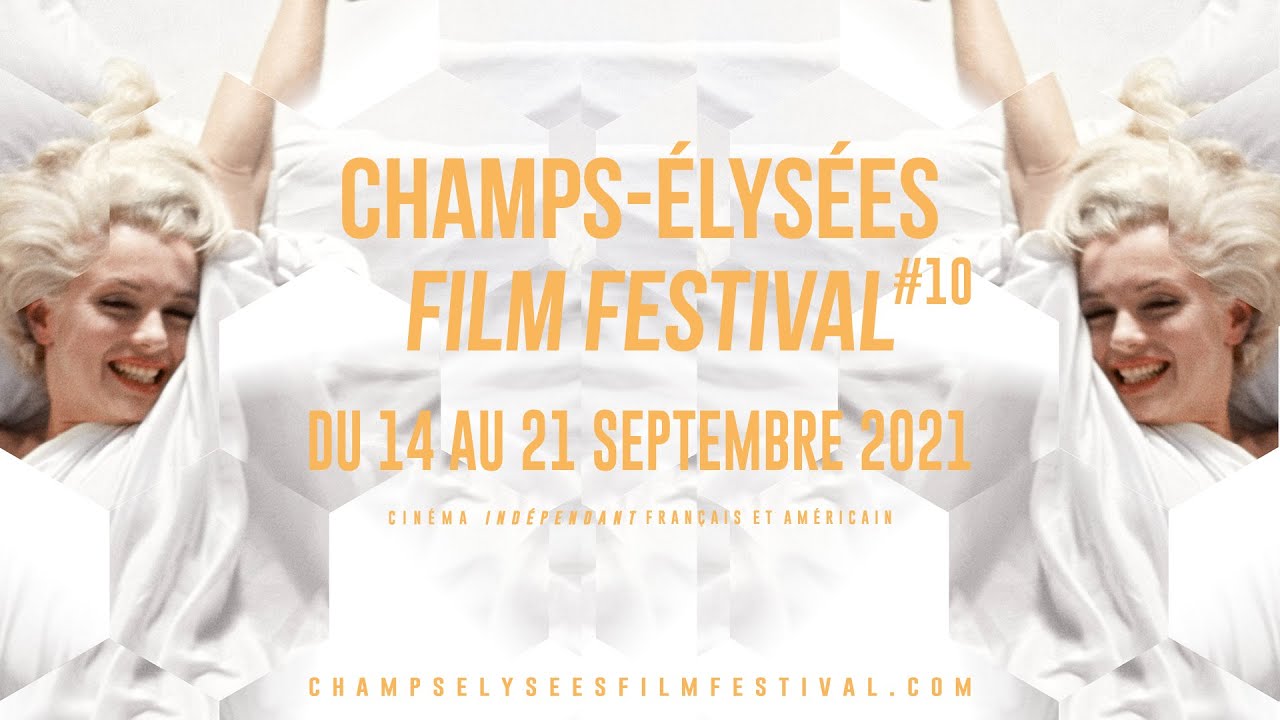 CHAMPS-ÉLYSÉES
FILM FESTIVAL #10
DU 14 AU 21 SEPTEMBRE 2021
CINÉMA INDÉPENDANT FRANÇAIS ET AMÉRICAIN
CHAMPSELYSEESFILMFESTIVAL.COM